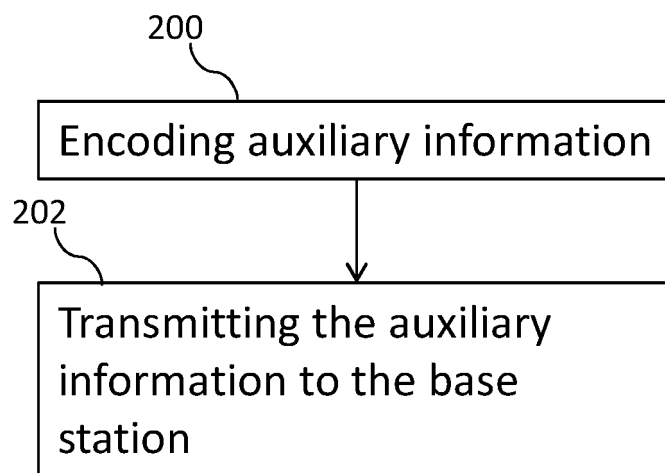 200
Encoding auxiliary information
202
Transmitting the auxiliary
information to the base
station